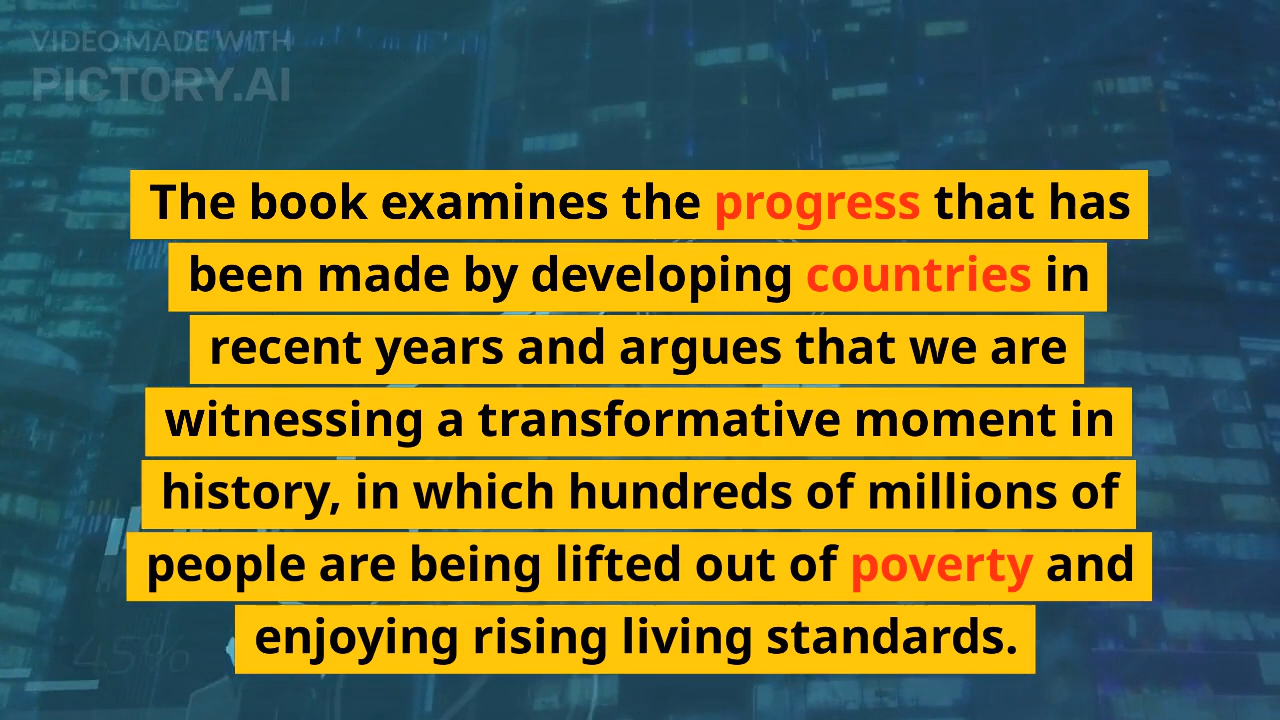 VIDEO MADE WITH
PICTORY.AI
The book examines the progress that has
been made by developing countries in
recent years and argues that we are
witnessing a transformative moment in
history, in which hundreds of millions of
people are being lifted out of poverty and
enjoying rising living standards.
45%